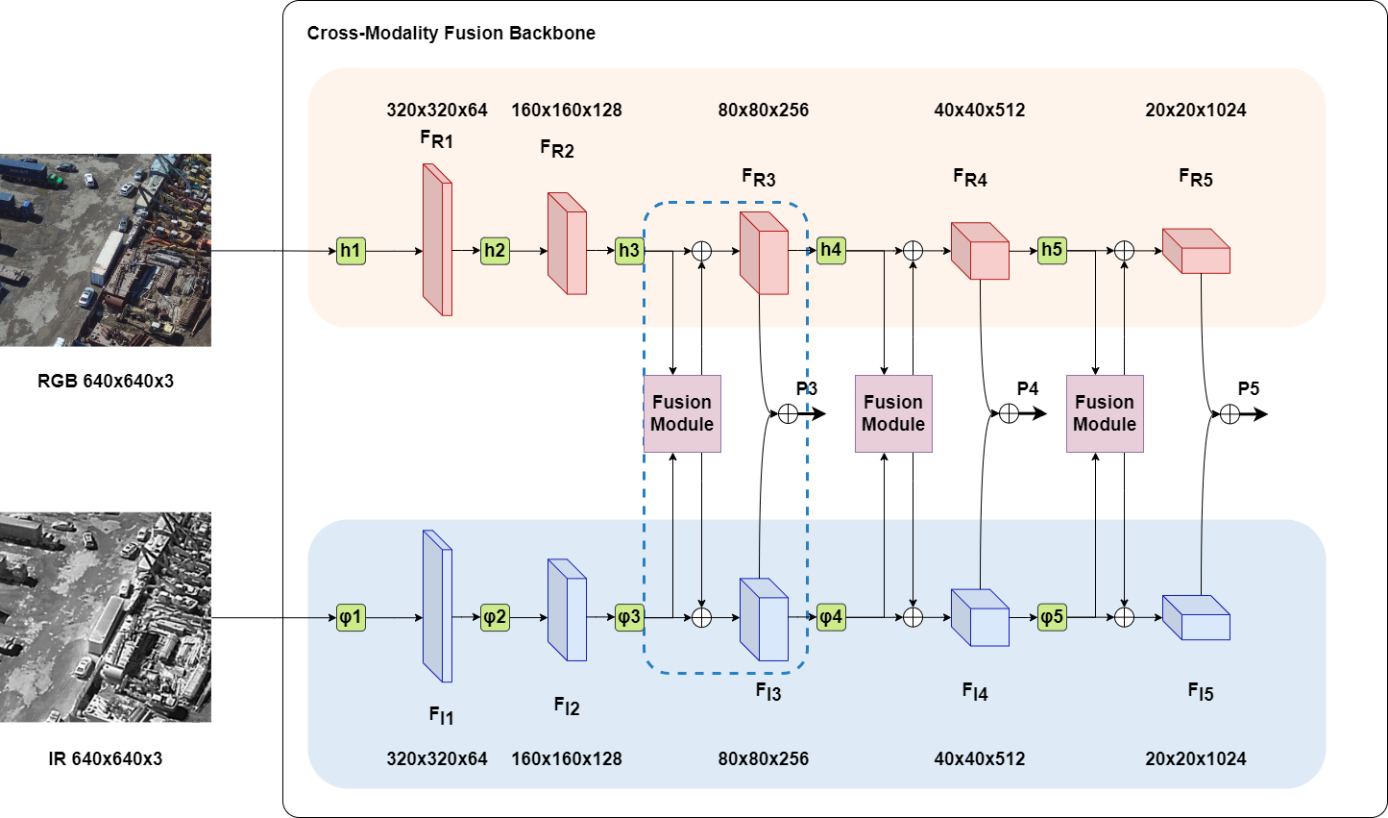 Cross-Modality Fusion Backbone
320x320x64
160x160x128
80x80x256
40x40x512
20x20x1024
FR1
FR2
FR3
FR4
FR5
h1
h2
h3
h4
h5
RGB 640x640x3
Fusion
Module
P3
Fusion
Module
P4
Fusion
Module
P5
φ1
φ2
φ3
φ4
φ5
FI1
FI2
FI3
FI4
FI5
IR 640x640x3
320x320x64
160x160x128
80x80x256
40x40x512
20x20x1024